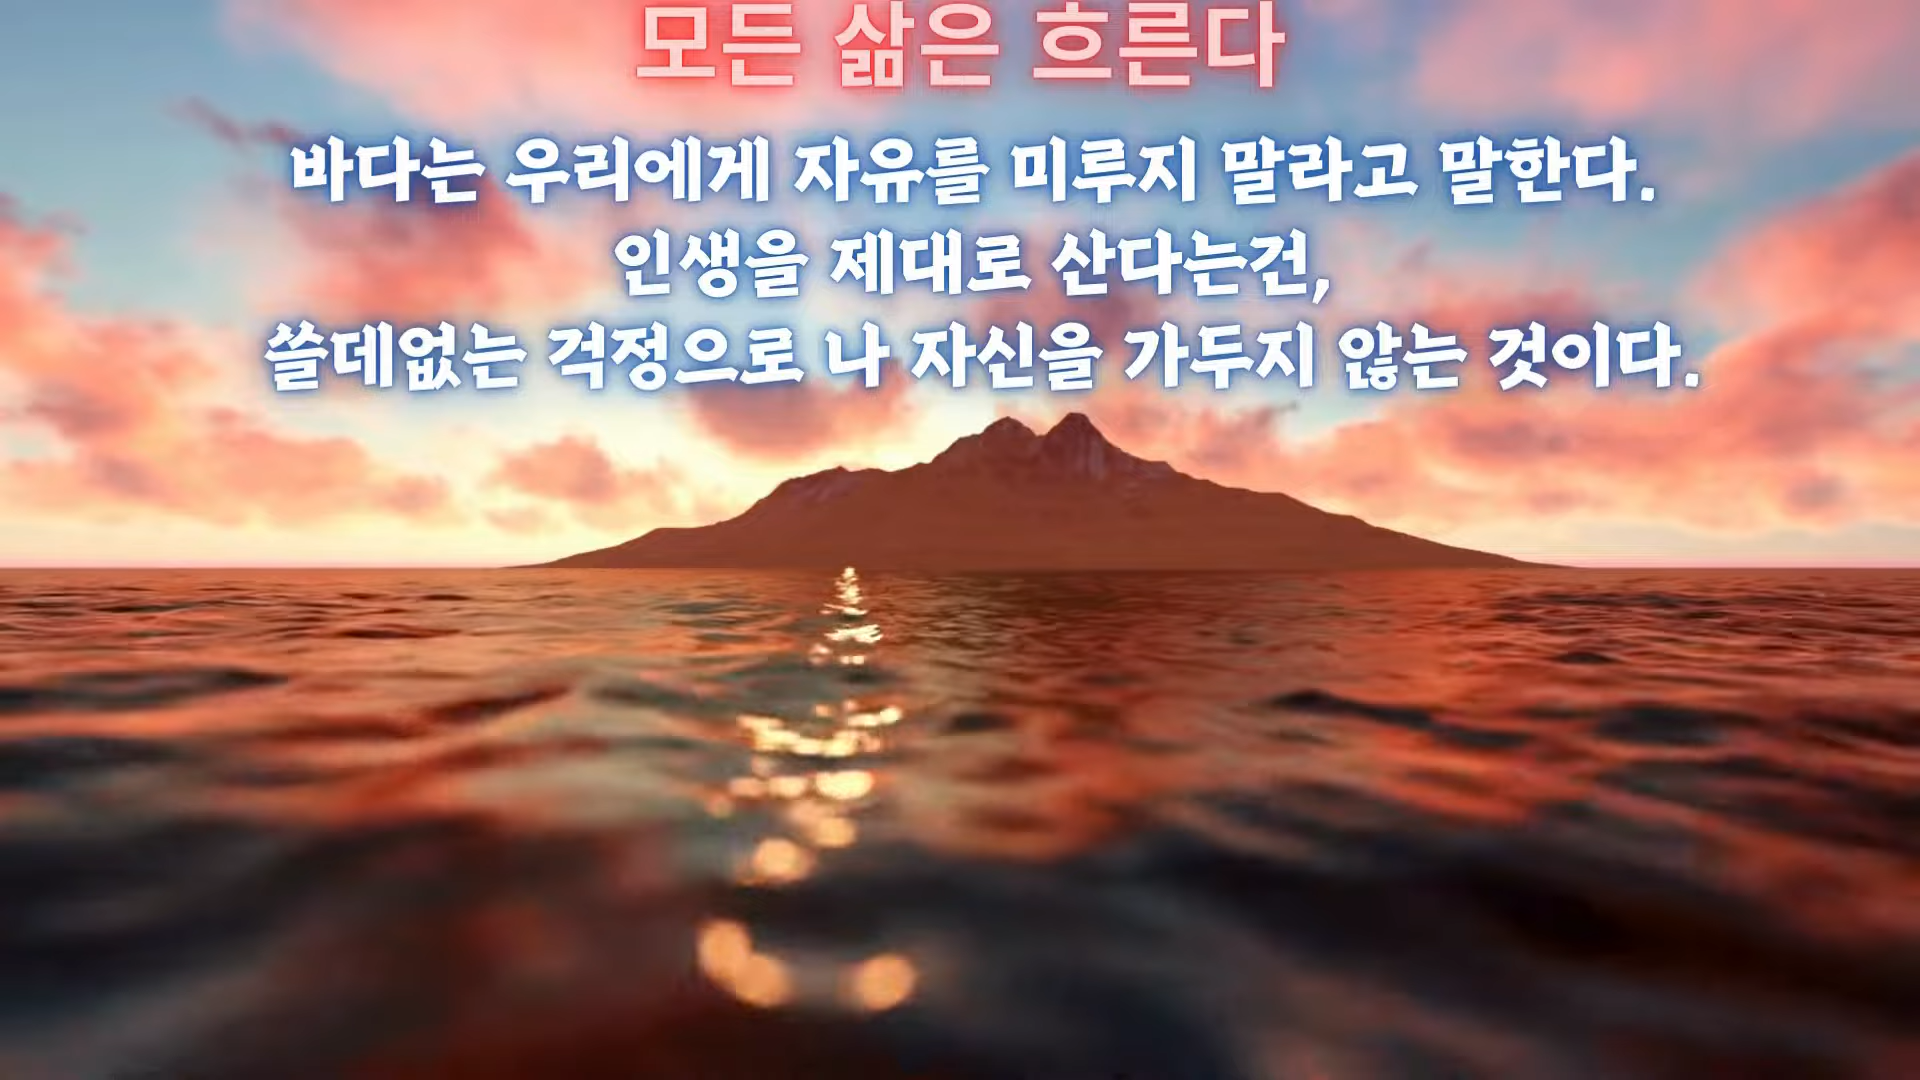 모든 삶은 흐른다
바다는 우리에게 자유를 미루지 말라고 말한다.
인생을 제대로 산다는건,
쓸데없는 걱정으로 나 자신을 가두지 않는 것이다.